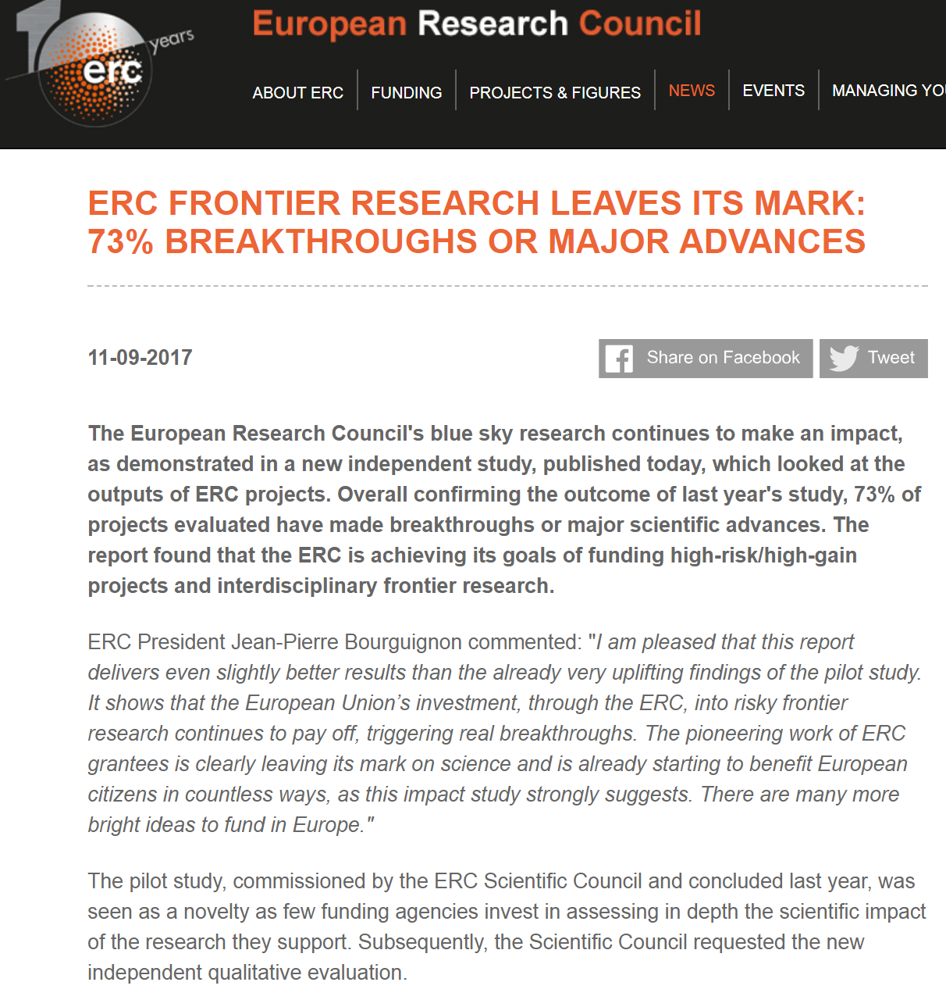 10 years
erc
European Research Council
ABOUT ERC FUNDING PROJECTS & FIGURES NEWS EVENTS MANAGING YOU
ERC FRONTIER RESEARCH LEAVES ITS MARK:
73% BREAKTHROUGHS OR MAJOR ADVANCES
11-09-2017 Share on Facebook Tweet
The European Research Council's blue sky research continues to make an impact,
as demonstrated in a new independent study, published today, which looked at the
outputs of ERC projects. Overall confirming the outcome of last year's study, 73% of
projects evaluated have made breakthroughs or major scientific advances. The
report found that the ERC is achieving its goals of funding high-risk/high-gain
projects and interdisciplinary frontier research.
ERC President Jean-Pierre Bourguignon commented: "I am pleased that this report
delivers even slightly better results than the already very uplifting findings of the pilot study.
It shows that the European Union’s investment, through the ERC, into risky frontier
research continues to pay off, triggering real breakthroughs. The pioneering work of ERC
grantees is clearly leaving its mark on science and is already starting to benefit European
citizens in countless ways, as this impact study strongly suggests. There are many more
bright ideas to fund in Europe."
The pilot study, commissioned by the ERC Scientific Council and concluded last year, was
seen as a novelty as few funding agencies invest in assessing in depth the scientific impact
of the research they support. Subsequently, the Scientific Council requested the new
independent qualitative evaluation.